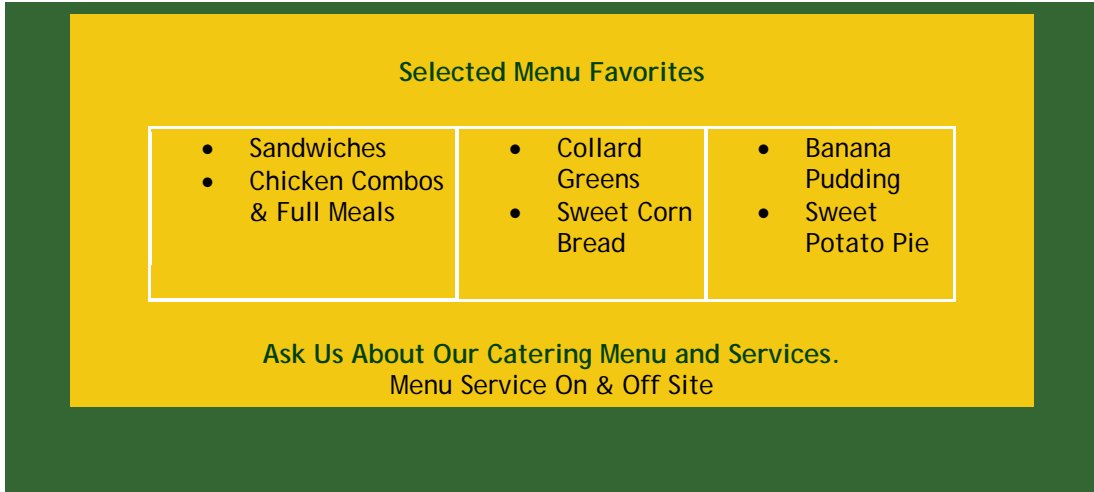 Selected Menu Favorites
• Sandwiches
• Chicken Combos
& Full Meals
• Collard
Greens
• Sweet Corn
Bread
• Banana
Pudding
• Sweet
Potato Pie
Ask Us About Our Catering Menu and Services.
Menu Service On & Off Site